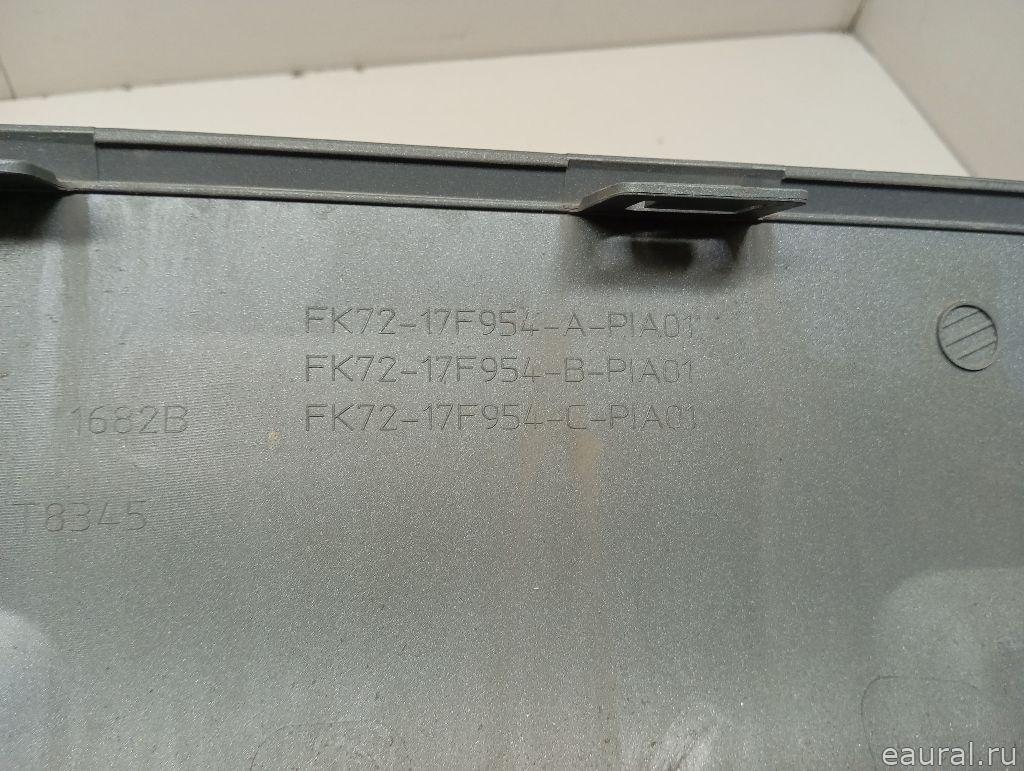 FK72-17F954-A-PIA01
FK72-17F954-B-PIA01
FK72-17F954-C-PIA01
1682B
T8345
eaural.ru